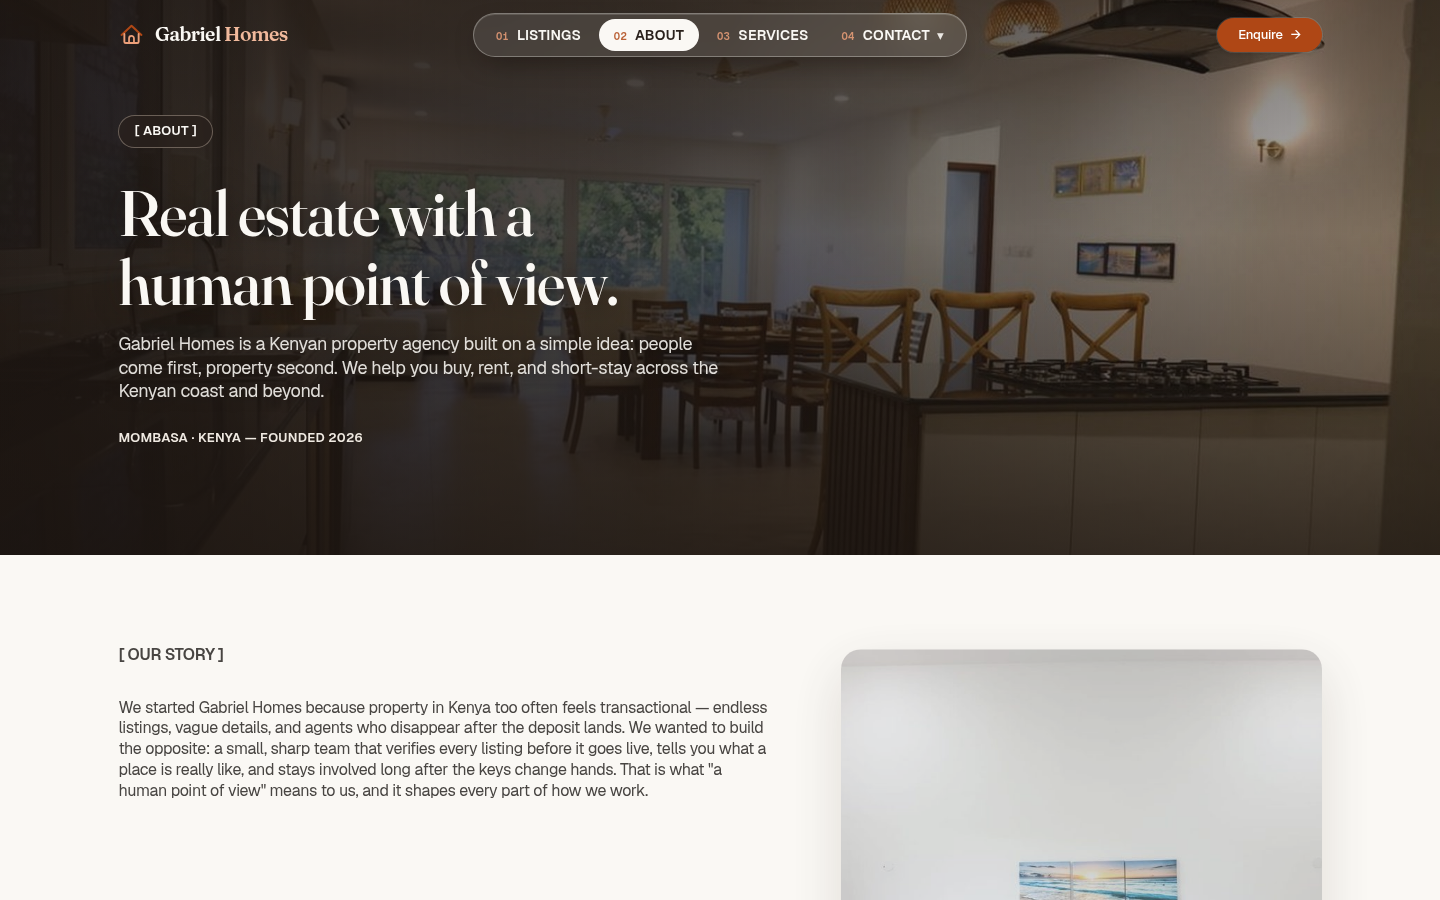 Gabriel Homes
01 LISTINGS
02 ABOUT
03 SERVICES
04 CONTACT ▾
Enquire →
[ ABOUT ]
Real estate with a
human point of view.
Gabriel Homes is a Kenyan property agency built on a simple idea: people
come first, property second. We help you buy, rent, and short-stay across the
Kenyan coast and beyond.
MOMBASA · KENYA — FOUNDED 2026
[ OUR STORY ]
We started Gabriel Homes because property in Kenya too often feels transactional — endless
listings, vague details, and agents who disappear after the deposit lands. We wanted to build
the opposite: a small, sharp team that verifies every listing before it goes live, tells you what a
place is really like, and stays involved long after the keys change hands. That is what "a
human point of view" means to us, and it shapes every part of how we work.